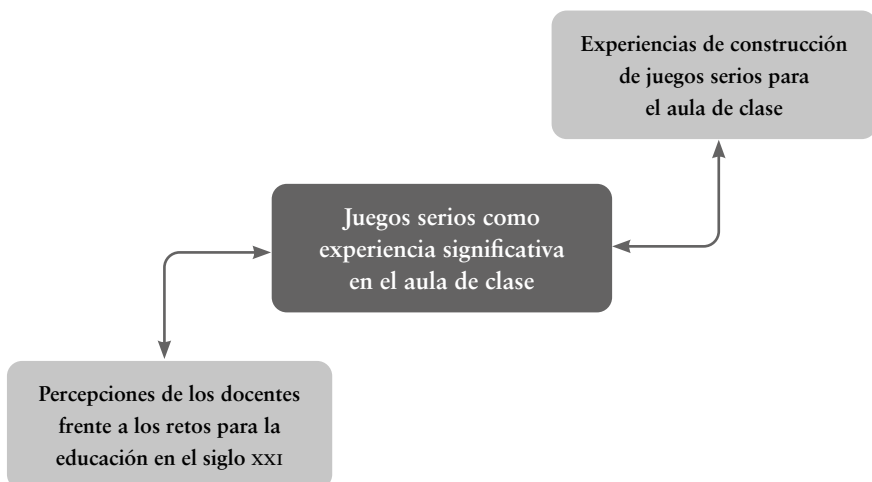 Experiencias de construcción
de juegos serios para
el aula de clase
Juegos serios como
experiencia significativa
en el aula de clase
Percepciones de los docentes
frente a los retos para la
educación en el siglo XXI